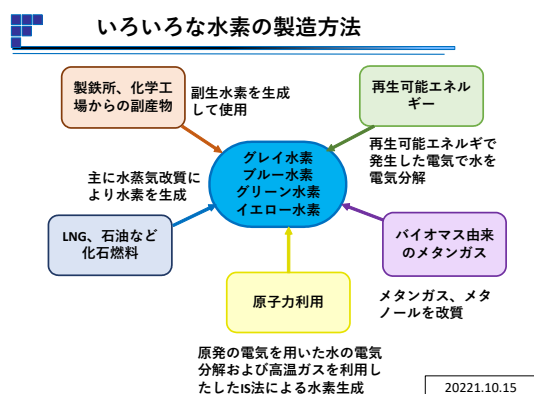 いろいろな水素の製造方法
製鉄所、化学工
場からの副産物
副生水素を生成
して使用
再生可能エネル
ギー
再生可能エネルギで
発生した電気で水を
電気分解
グレイ水素
ブルー水素
グリーン水素
イエロー水素
主に水蒸気改質に
より水素を生成
LNG、石油など
化石燃料
バイオマス由来
のメタンガス
メタンガス、メタ
ノールを改質
原子力利用
原発の電気を用いた水の電気
分解および高温ガスを利用し
たしたIS法による水素生成
20221.10.15